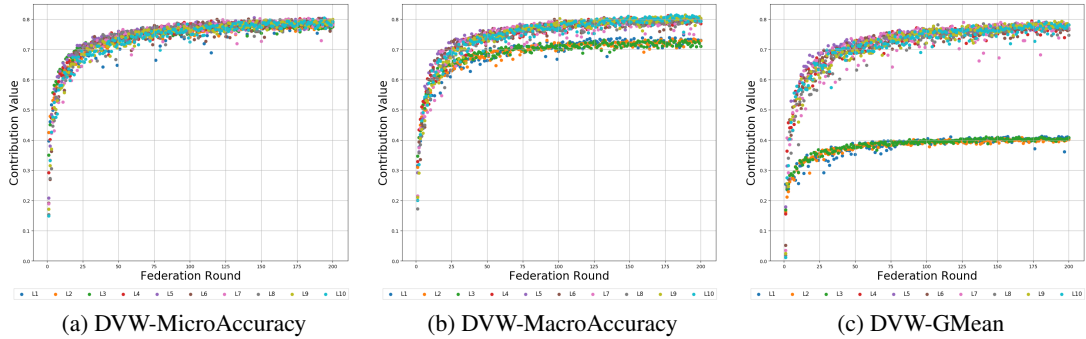 Contribution Value
0.8
0.7
0.6
0.5
0.4
0.3
0.2
0.1
0.0
0 25 50 75 100 125 150 175 200
Federation Round
L1 L2 L3 L4 L5 L6 L7 L8 L9 L10
(a) DVW-MicroAccuracy
Contribution Value
0.8
0.7
0.6
0.5
0.4
0.3
0.2
0.1
0.0
0 25 50 75 100 125 150 175 200
Federation Round
L1 L2 L3 L4 L5 L6 L7 L8 L9 L10
(b) DVW-MacroAccuracy
Contribution Value
0.8
0.7
0.6
0.5
0.4
0.3
0.2
0.1
0.0
0 25 50 75 100 125 150 175 200
Federation Round
L1 L2 L3 L4 L5 L6 L7 L8 L9 L10
(c) DVW-GMean